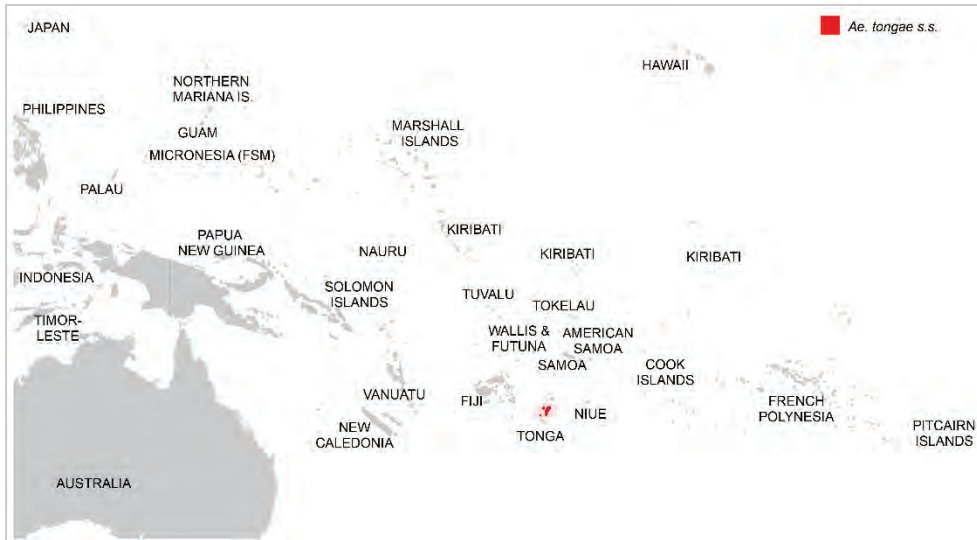 JAPAN
Ae. tongae s.s.
HAWAII
NORTHERN
MARIANA IS.
PHILIPPINES
GUAM
MARSHALL
ISLANDS
MICRONESIA (FSM)
PALAU
KIRIBATI
PAPUA
NEW GUINEA
NAURU
KIRIBATI
KIRIBATI
INDONESIA
SOLOMON
ISLANDS
TUVALU
TOKELAU
TIMOR-
LESTE
WALLIS &
FUTUNA
AMERICAN
SAMOA
SAMOA
COOK
ISLANDS
VANUATU
FIJI
NIUE
FRENCH
POLYNESIA
NEW
CALEDONIA
TONGA
PITCAIRN
ISLANDS
AUSTRALIA